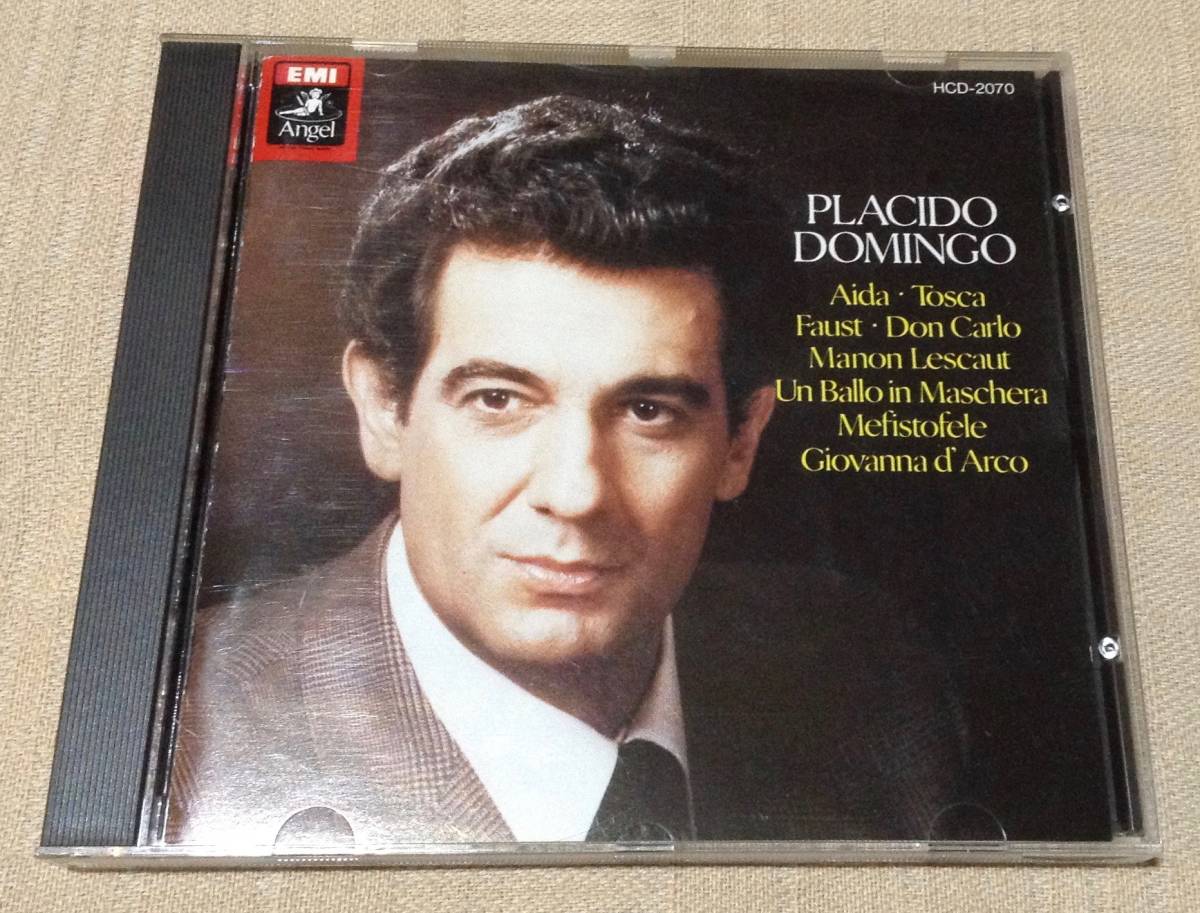 EMI
Angel
HCD-2070
PLACIDO
DOMINGO
Aida · Tosca
Faust · Don Carlo
Manon Lescaut
Un Ballo in Maschera
Mefistofele
Giovanna d'Arco